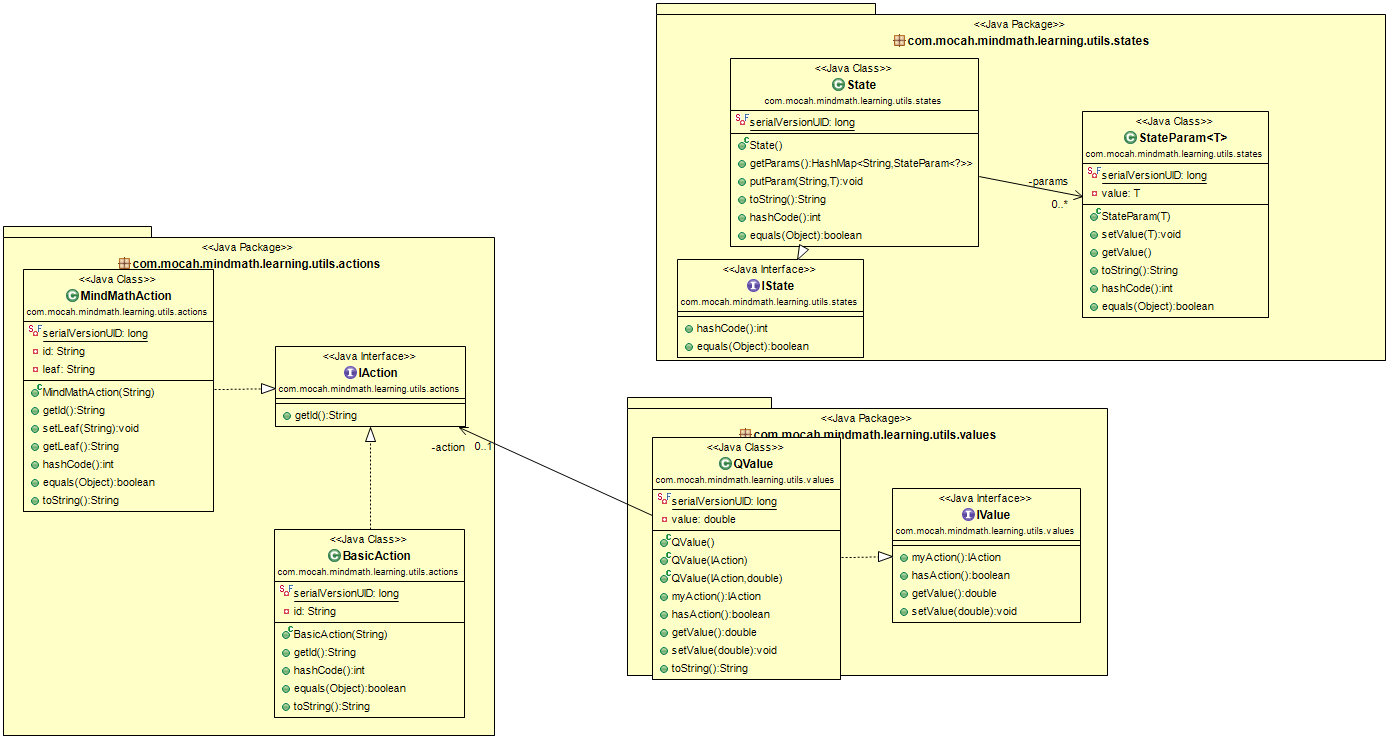 <<Java Package>>
com.mocah.mindmath.learning.utils.states
<<Java Class>>
State
com.mocah.mindmath.learning.utils.states
serialVersionUID: long
State()
getParams():HashMap<String,StateParam<?>>
putParam(String,T):void
toString():String
hashCode():int
equals(Object):boolean
-params
0..*
<<Java Class>>
StateParam<T>
com.mocah.mindmath.learning.utils.states
serialVersionUID: long
value: T
StateParam(T)
setValue(T):void
getValue()
toString():String
hashCode():int
equals(Object):boolean
<<Java Interface>>
IState
com.mocah.mindmath.learning.utils.states
hashCode():int
equals(Object):boolean
<<Java Package>>
com.mocah.mindmath.learning.utils.actions
<<Java Class>>
MindMathAction
com.mocah.mindmath.learning.utils.actions
serialVersionUID: long
id: String
leaf: String
MindMathAction(String)
getId():String
setLeaf(String):void
getLeaf():String
hashCode():int
equals(Object):boolean
toString():String
<<Java Interface>>
IAction
com.mocah.mindmath.learning.utils.actions
getId():String
-action
0..1
<<Java Class>>
BasicAction
com.mocah.mindmath.learning.utils.actions
serialVersionUID: long
id: String
BasicAction(String)
getId():String
hashCode():int
equals(Object):boolean
toString():String
<<Java Package>>
com.mocah.mindmath.learning.utils.values
<<Java Class>>
QValue
com.mocah.mindmath.learning.utils.values
serialVersionUID: long
value: double
QValue()
QValue(IAction)
QValue(IAction,double)
myAction():IAction
hasAction():boolean
getValue():double
setValue(double):void
toString():String
<<Java Interface>>
IValue
com.mocah.mindmath.learning.utils.values
myAction():IAction
hasAction():boolean
getValue():double
setValue(double):void